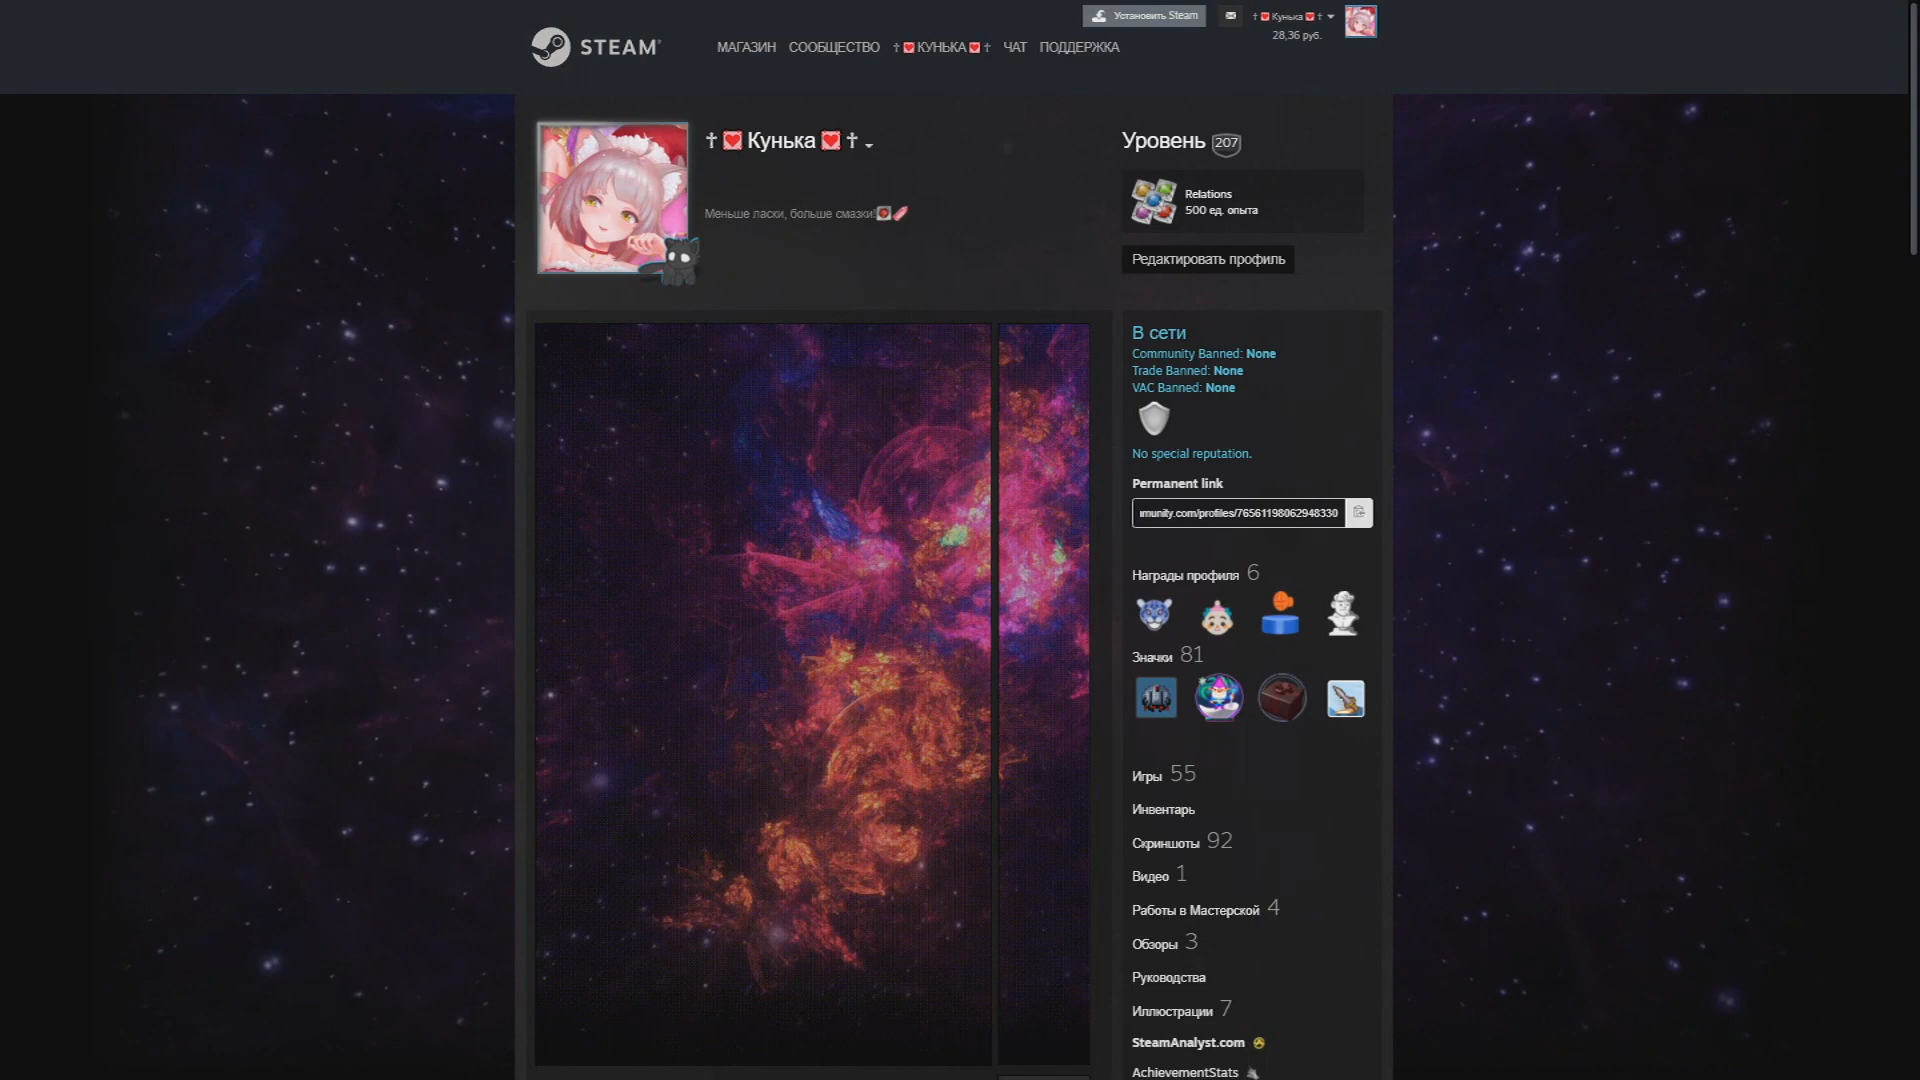 Установить Steam
† Кунька †
28,36 руб.
STEAM
МАГАЗИН СООБЩЕСТВО † КУНЬКА † ЧАТ ПОДДЕРЖКА
† Кунька †
Уровень 207
Relations
500 ед. опыта
Меньше ласки, больше смазки!
Редактировать профиль
В сети
Community Banned: None
Trade Banned: None
VAC Banned: None
No special reputation.
Permanent link
munity.com/profiles/76561198062948330
Награды профиля 6
Значки 81
Игры 55
Инвентарь
Скриншоты 92
Видео 1
Работы в Мастерской 4
Обзоры 3
Руководства
Иллюстрации 7
SteamAnalyst.com
AchievementStats